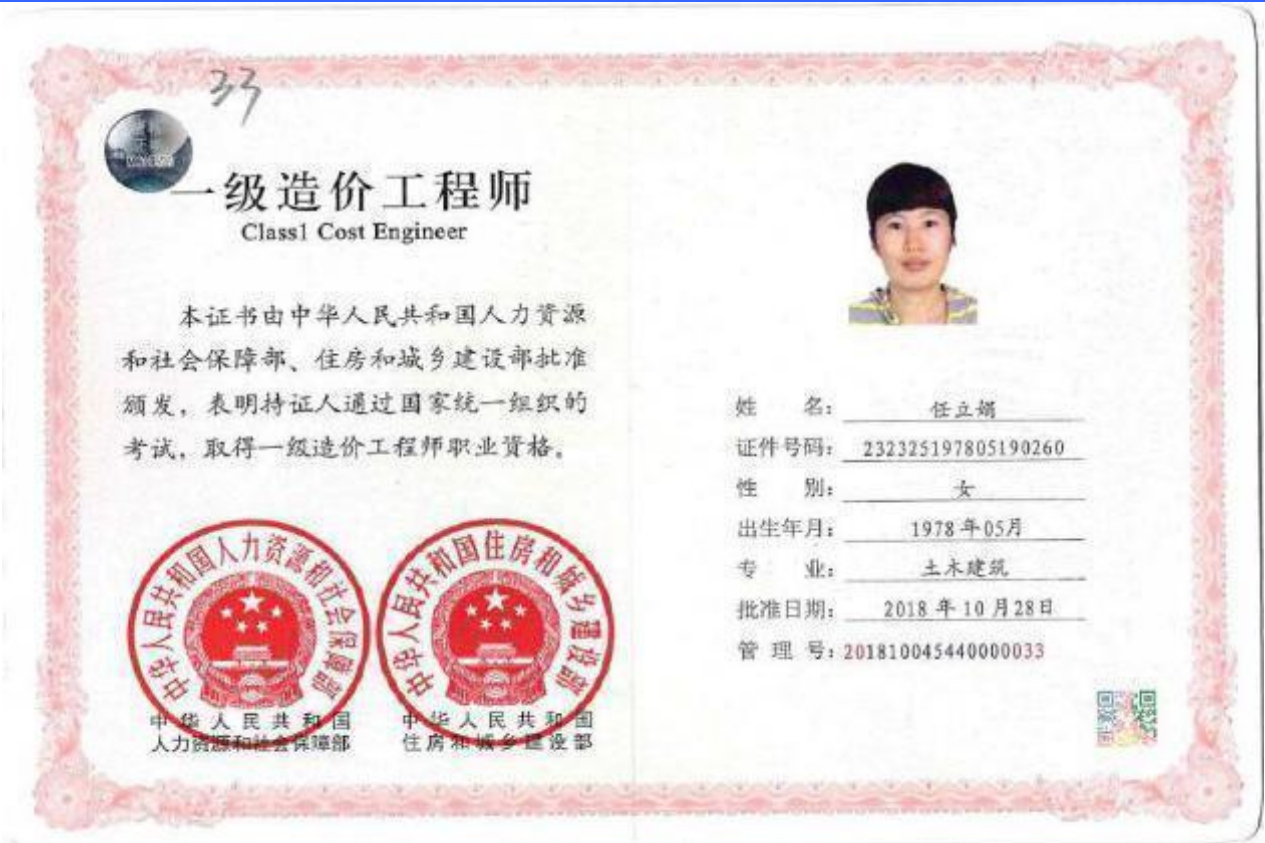 33
一级造价工程师
Class1 Cost Engineer
本证书由中华人民共和国人力资源
和社会保障部、住房和城乡建设部批准
颁发，表明持证人通过国家统一组织的
考试，取得一级造价工程师职业资格。
中华人民共和国人力资源和社会保障部
中华人民共和国
人力资源和社会保障部
中华人民共和国住房和城乡建设部
中华人民共和国
住房和城乡建设部
姓 名：任立娟
证件号码：232325197805190260
性 别：女
出生年月：1978年05月
专 业：土木建筑
批准日期：2018年10月28日
管 理 号：201810045440000033